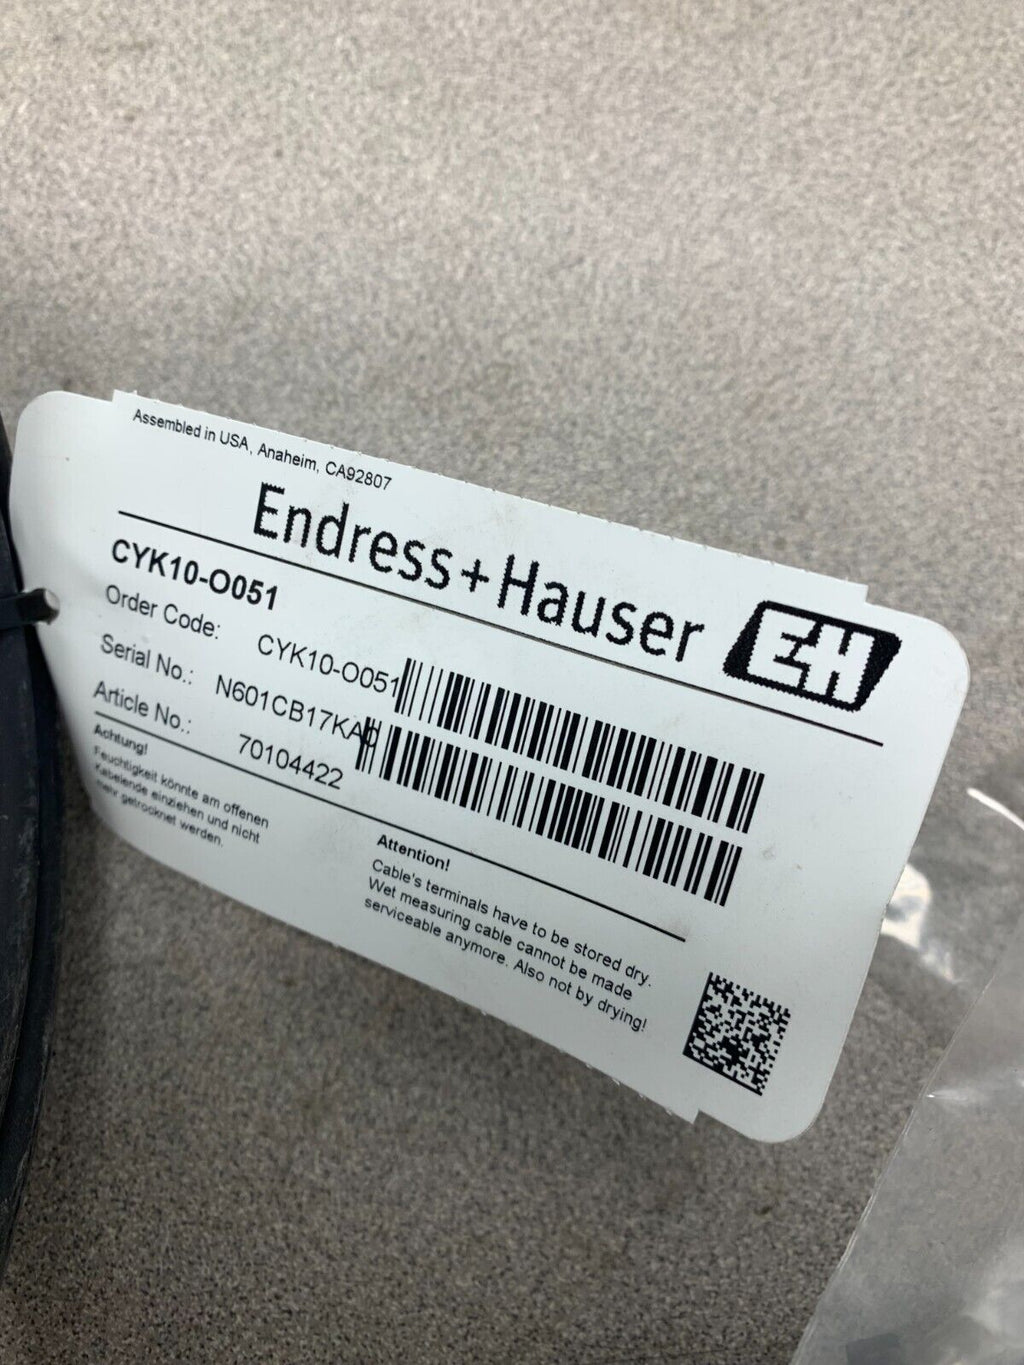 Assembled in USA, Anaheim, CA92807
Endress+Hauser
EH
CYK10-O051
Order Code: CYK10-O051
Serial No.: N601CB17KA0
Article No.: 70104422
Achtung!
Feuchtigkeit könnte am offenen
Kabelende einziehen und nicht
mehr getrocknet werden.
Attention!
Cable's terminals have to be stored dry.
Wet measuring cable cannot be made
serviceable anymore. Also not by drying!